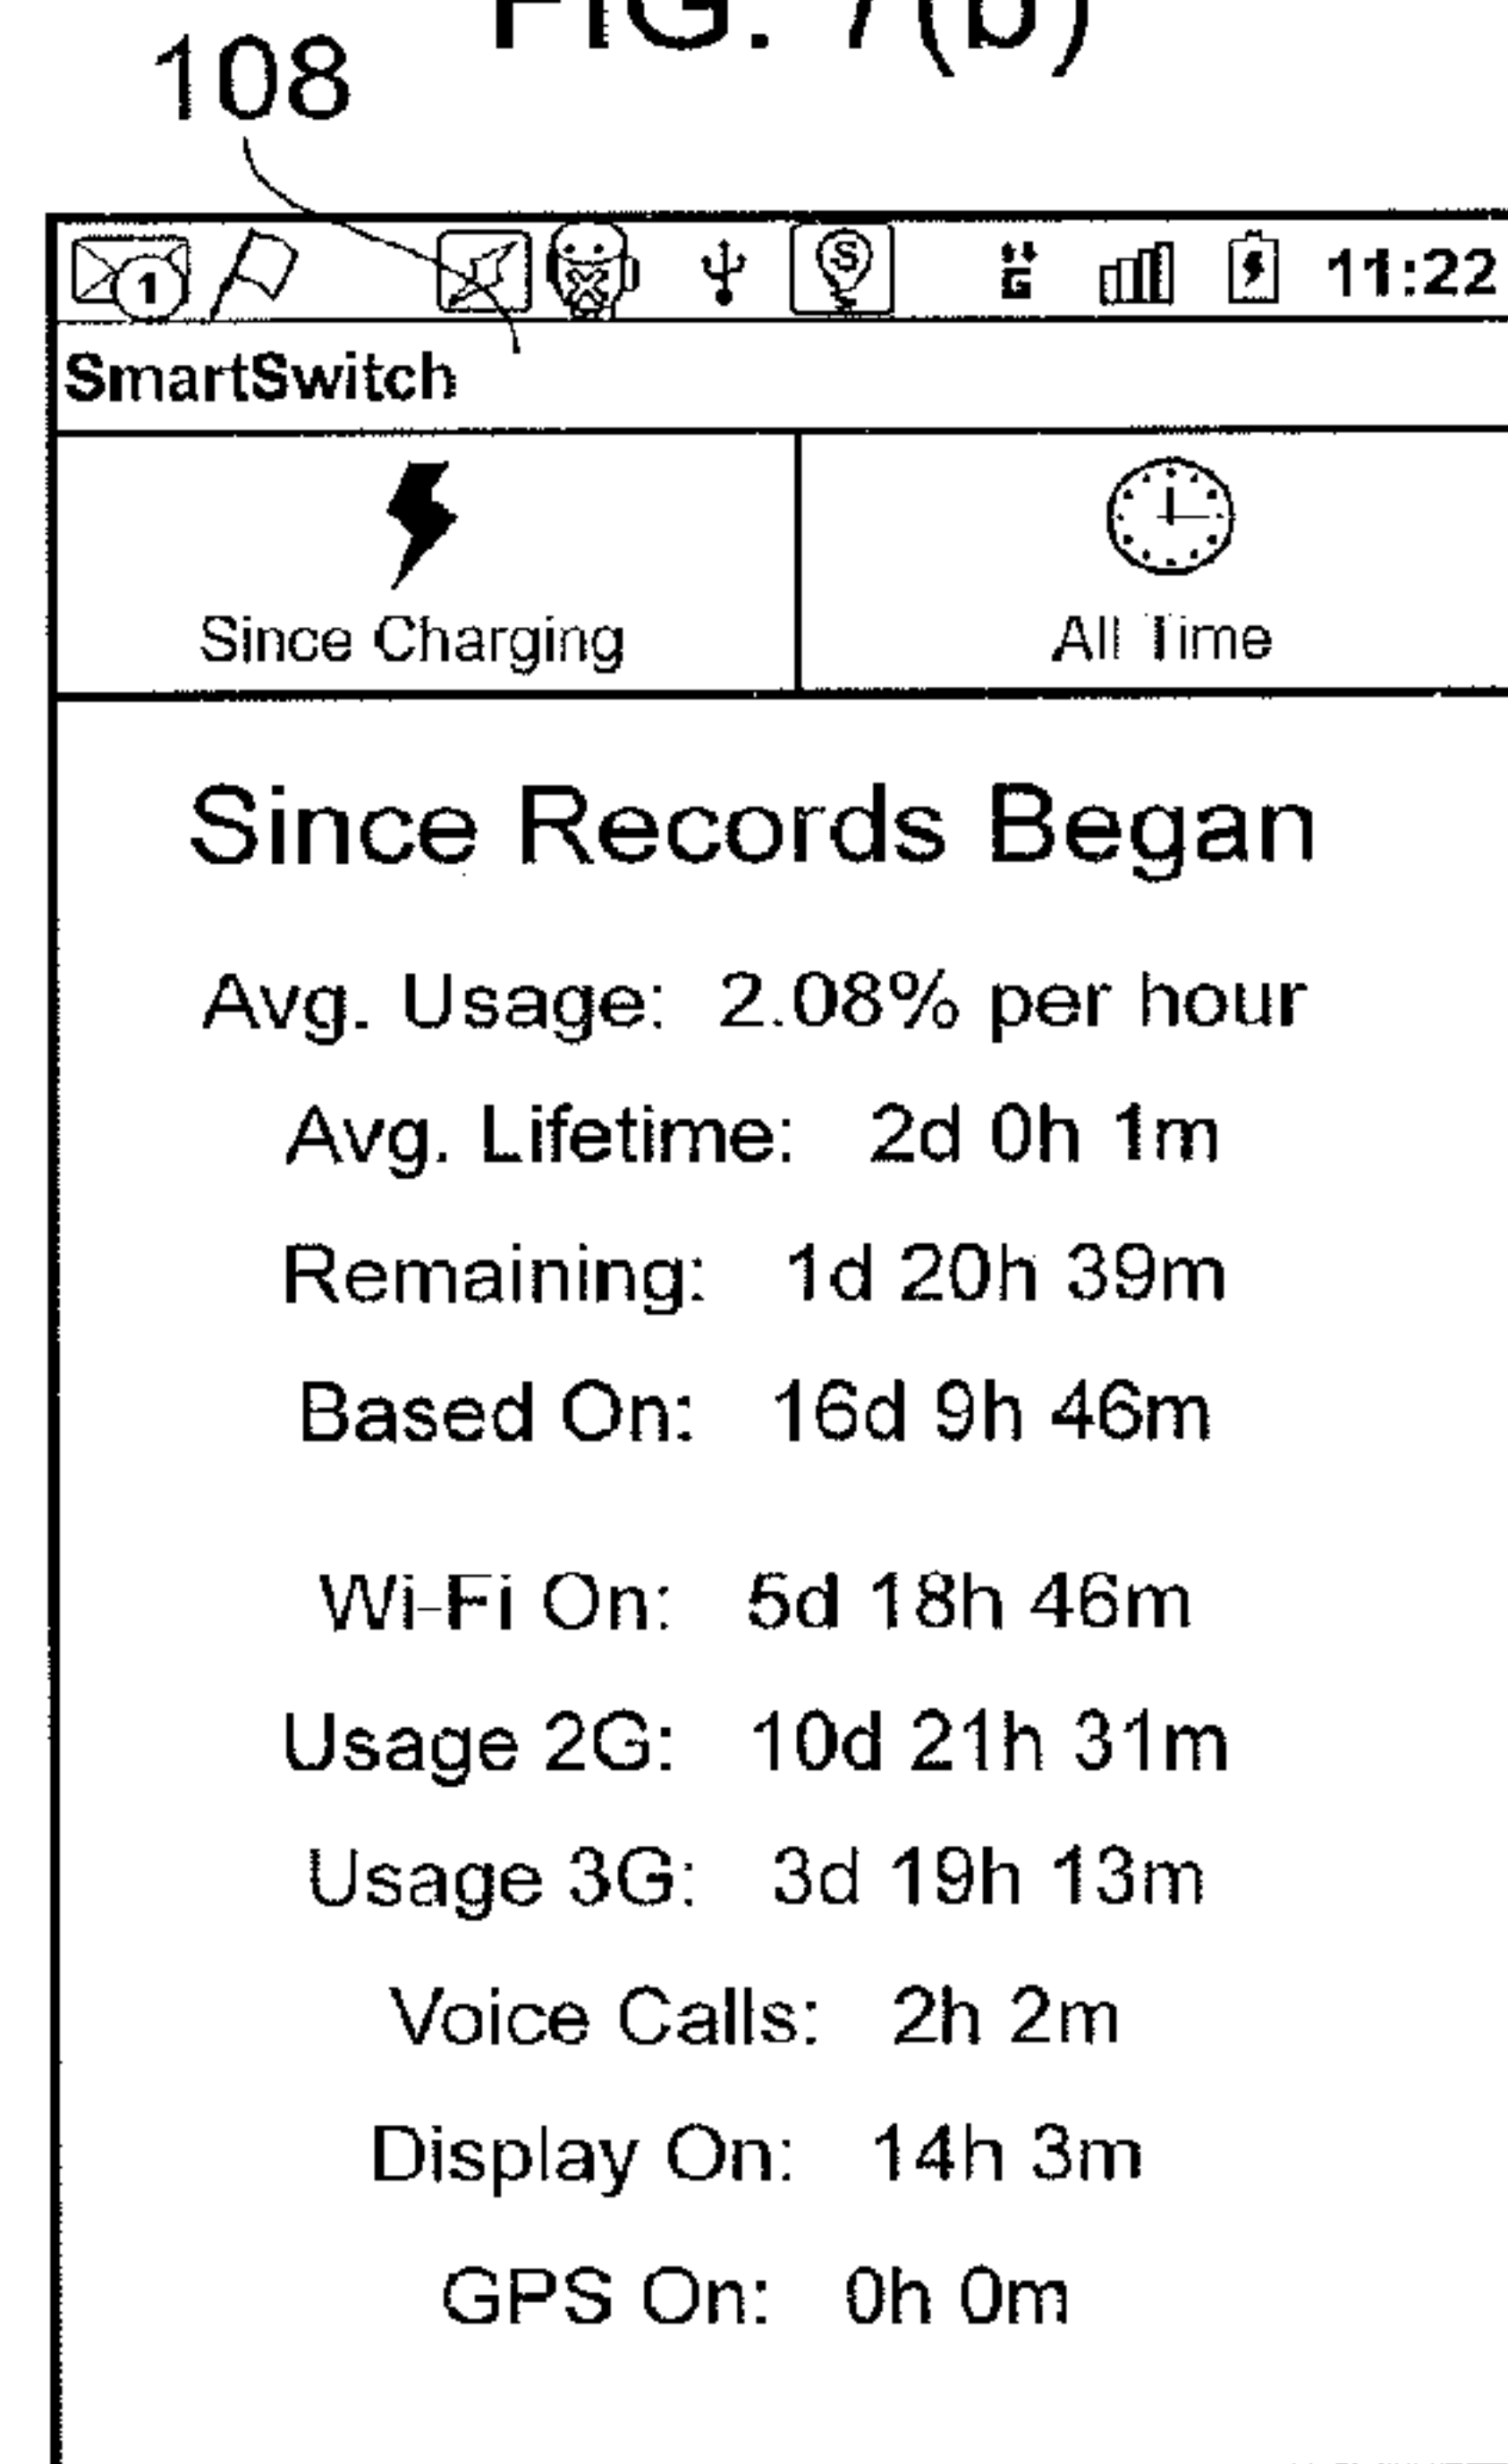 FIG. 7(b)
108
1 S G 11:22
SmartSwitch
Since Charging All Time
Since Records Began
Avg. Usage: 2.08% per hour
Avg. Lifetime: 2d 0h 1m
Remaining: 1d 20h 39m
Based On: 16d 9h 46m
Wi-Fi On: 5d 18h 46m
Usage 2G: 10d 21h 31m
Usage 3G: 3d 19h 13m
Voice Calls: 2h 2m
Display On: 14h 3m
GPS On: 0h 0m